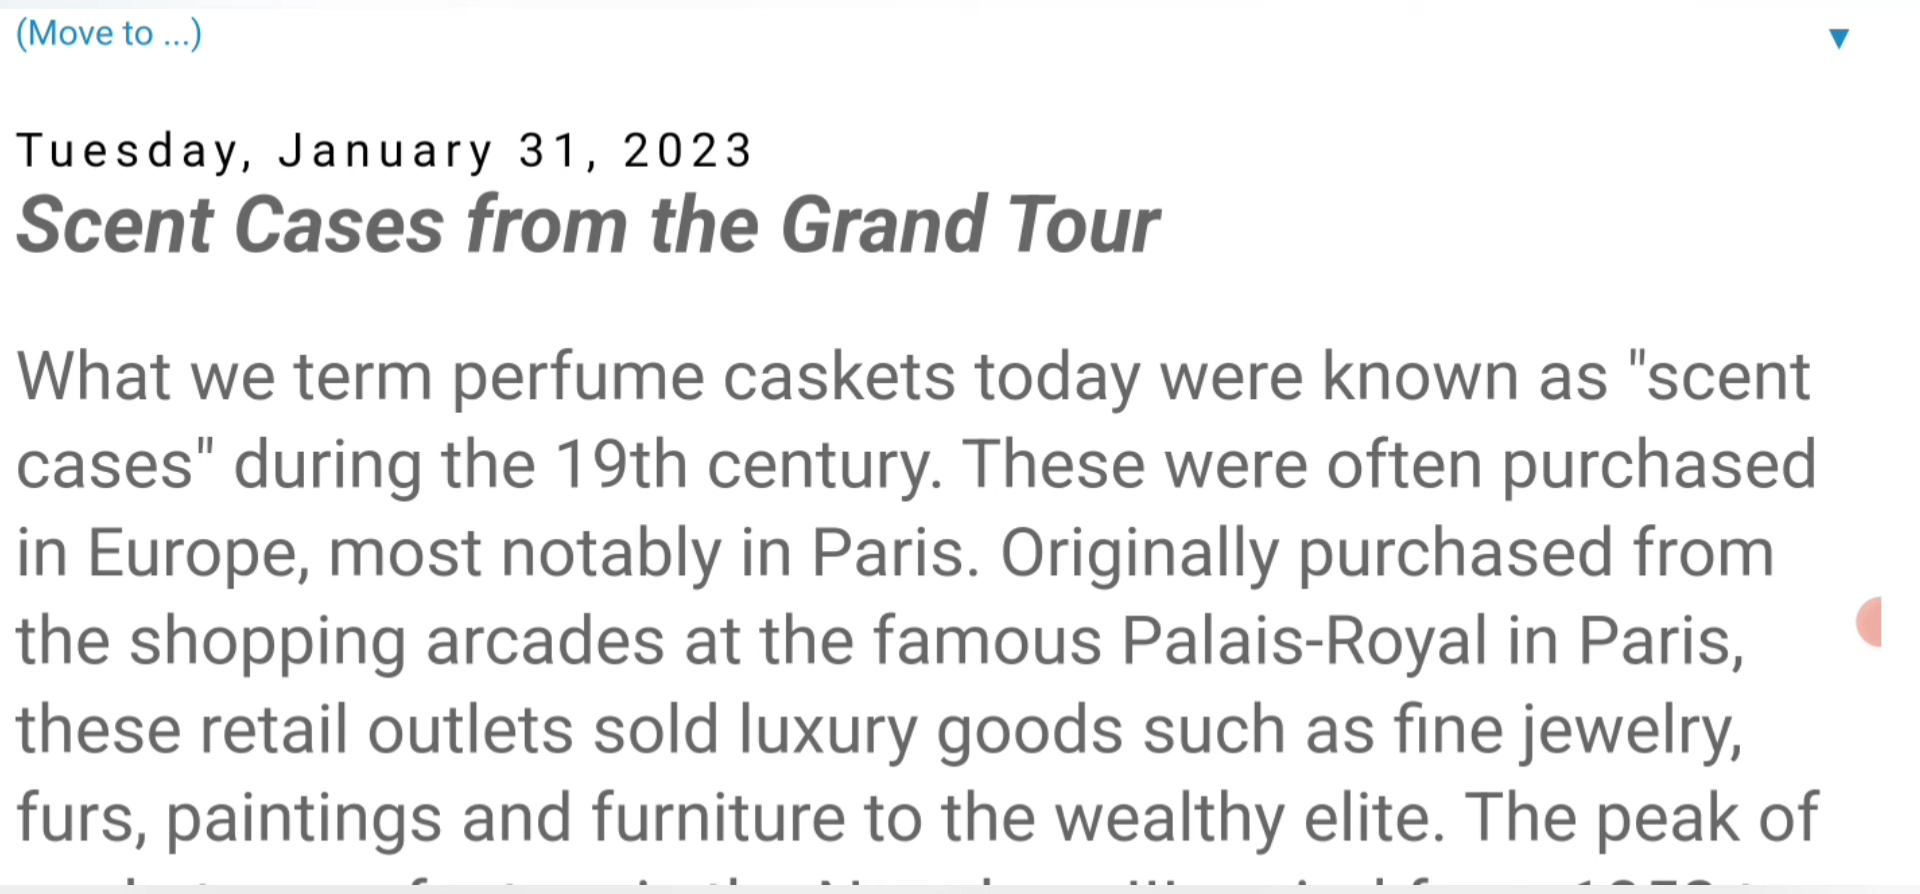 (Move to ...)
Tuesday, January 31, 2023
Scent Cases from the Grand Tour
What we term perfume caskets today were known as "scent
cases" during the 19th century. These were often purchased
in Europe, most notably in Paris. Originally purchased from
the shopping arcades at the famous Palais-Royal in Paris,
these retail outlets sold luxury goods such as fine jewelry,
furs, paintings and furniture to the wealthy elite. The peak of